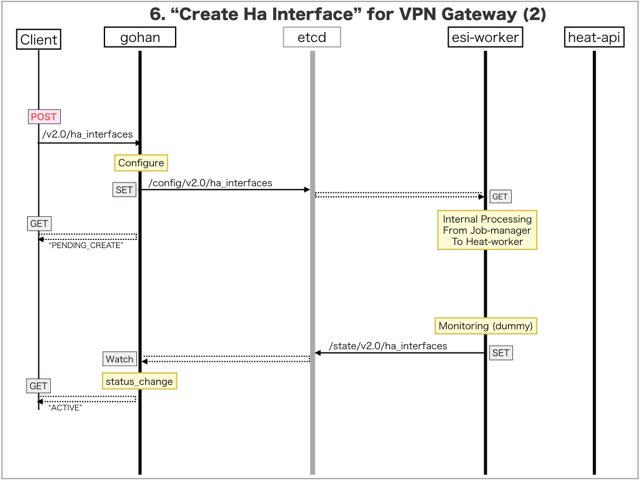 6. “Create Ha Interface” for VPN Gateway (2)
Client
gohan
etcd
esi-worker
heat-api
POST
/v2.0/ha_interfaces
Configure
SET
/config/v2.0/ha_interfaces
GET
Internal Processing
From Job-manager
To Heat-worker
GET
“PENDING_CREATE”
Monitoring (dummy)
/state/v2.0/ha_interfaces
SET
Watch
status_change
GET
“ACTIVE”